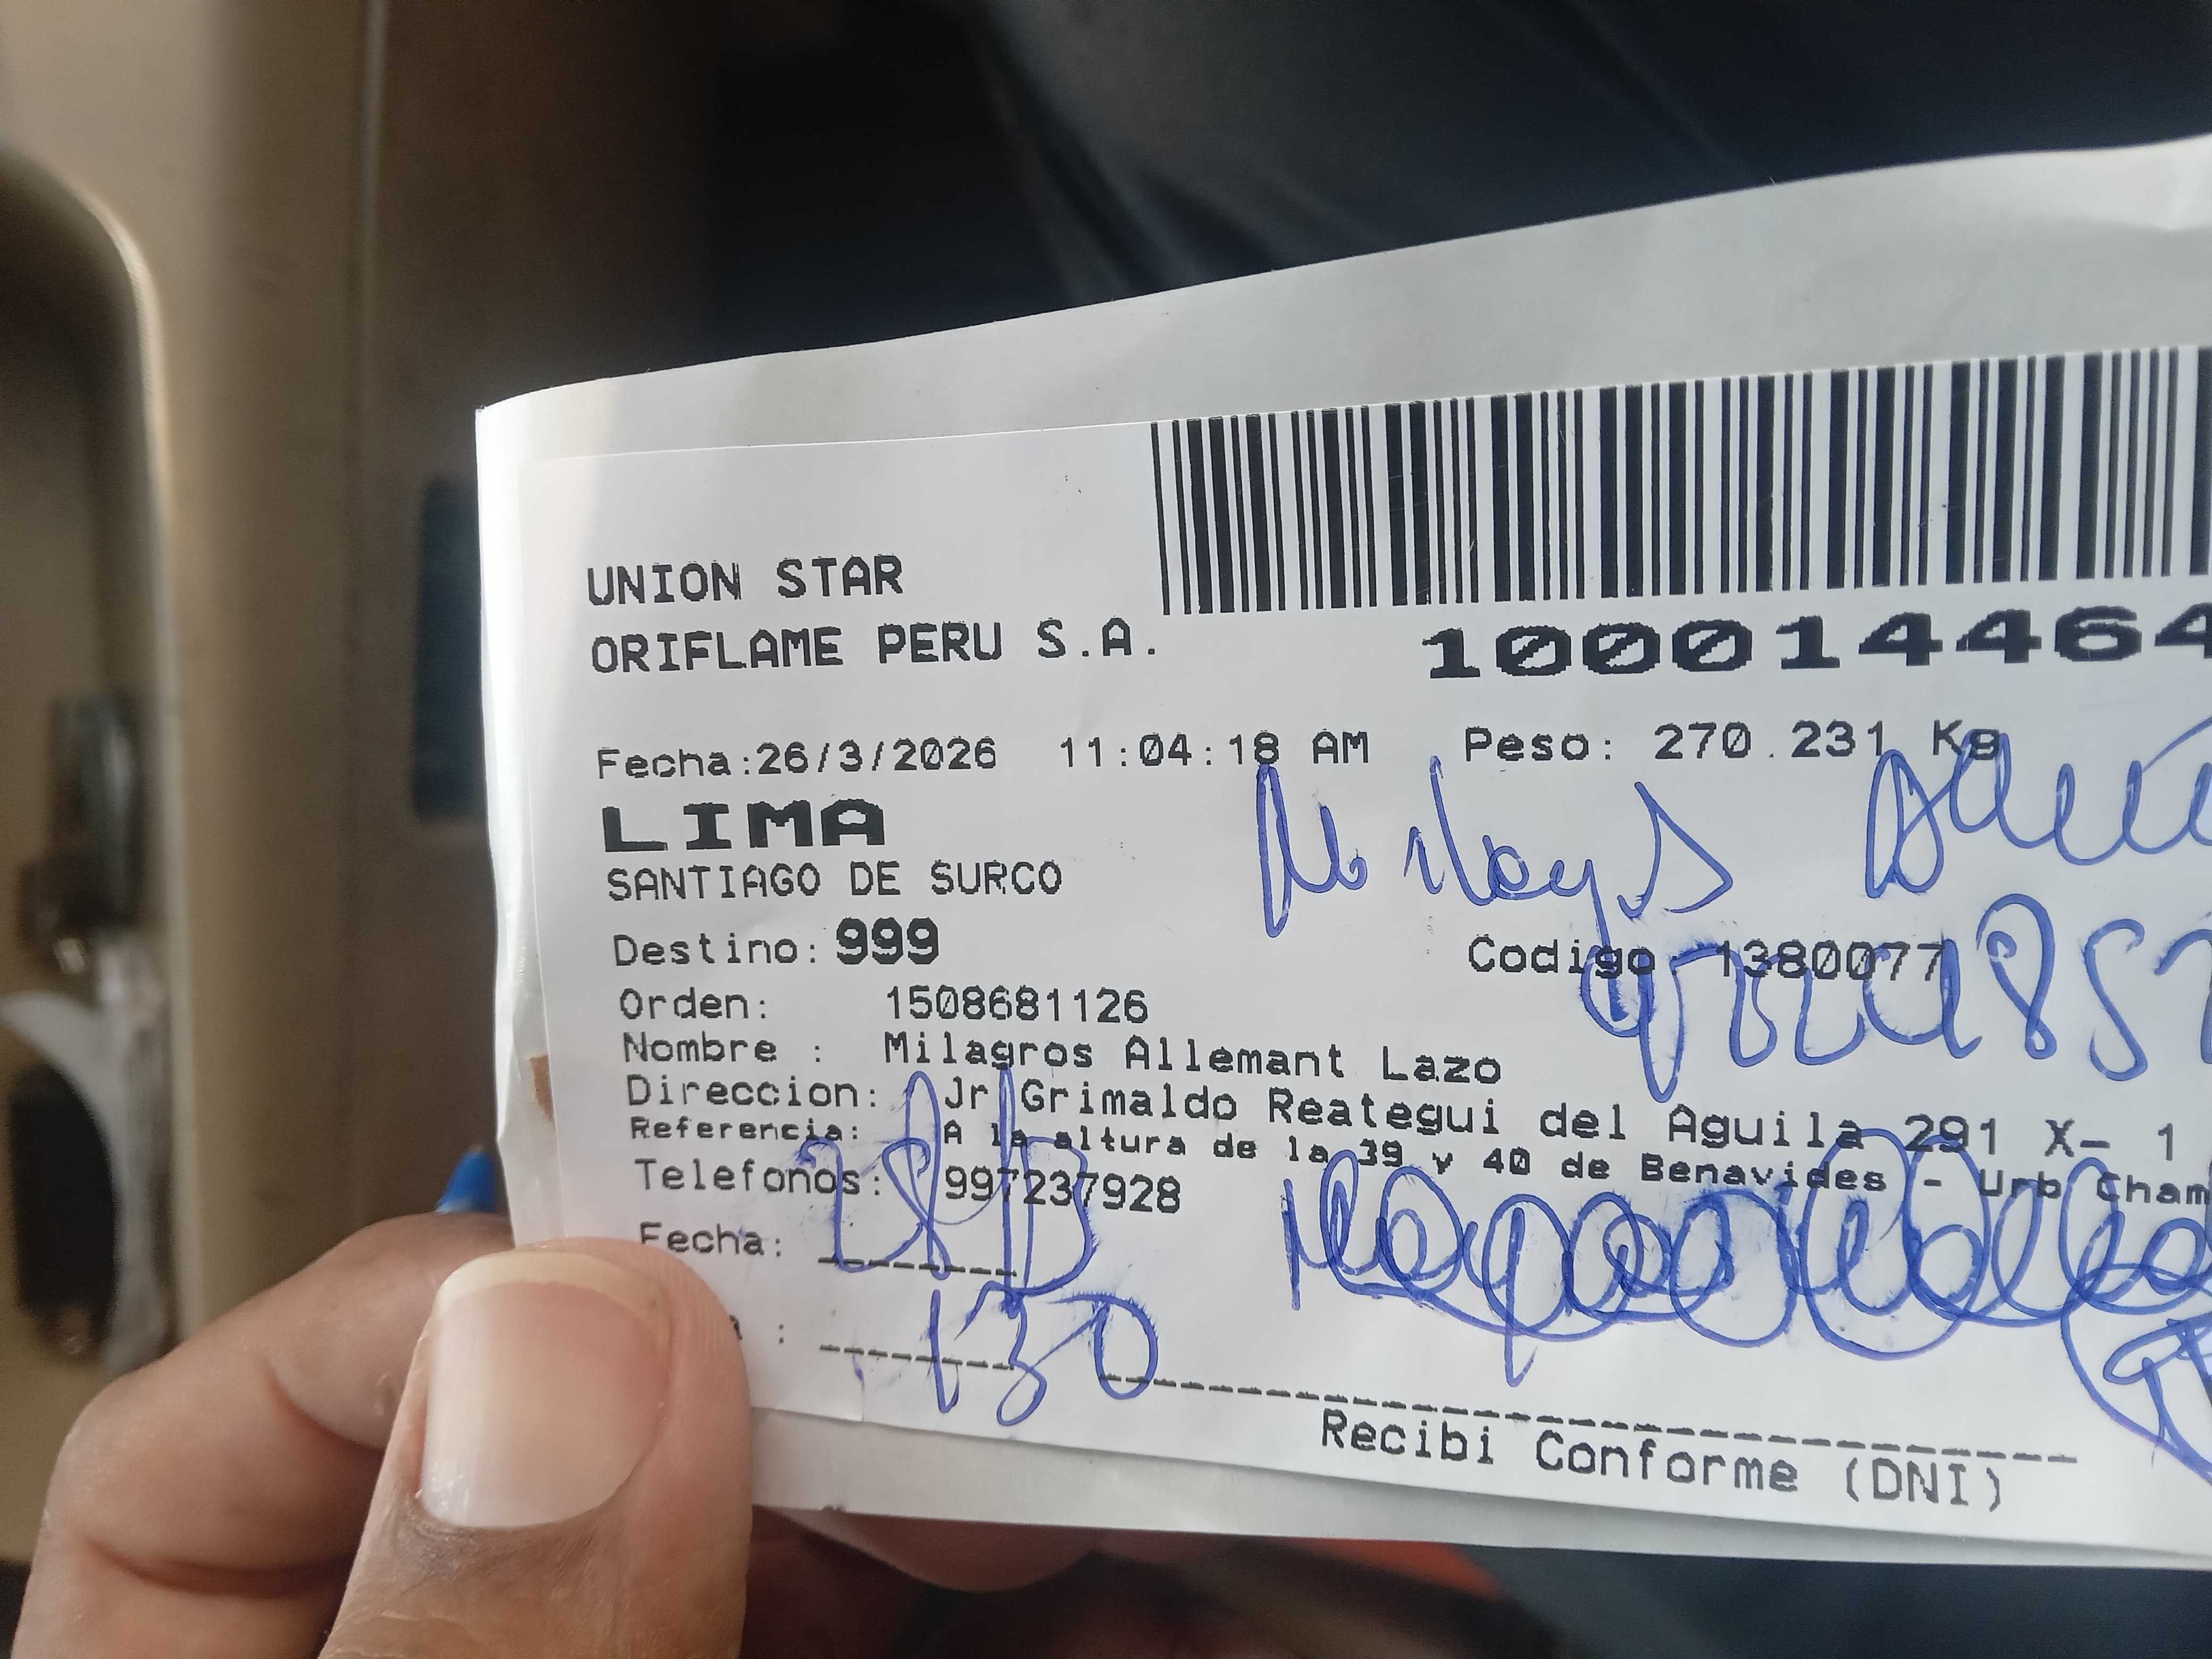 UNION STAR
ORIFLAME PERU S.A.
100014464
Fecha:26/3/2026 11:04:18 AM Peso: 270.231 Kg
LIMA
SANTIAGO DE SURCO
Destino: 999 Codigo: 1380077
Orden: 1508681126
Nombre : Milagros Allemant Lazo
Direccion: Jr Grimaldo Reategui del Aguila 291 X- 1
Referencia: A la altura de la 39 y 40 de Benavides - Urb Cham
Telefonos: 997237928
Fecha:
130
Recibi Conforme (DNI)